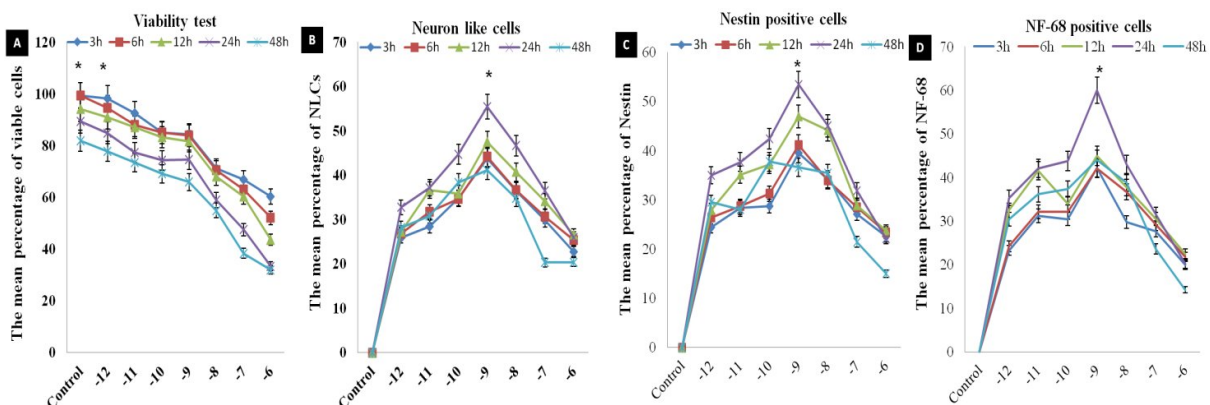 Viability test
A
3h 6h 12h 24h 48h
The mean percentage of viable cells
120
100
80
60
40
20
0
* *
Control -12 -11 -10 -9 -8 -7 -6
Neuron like cells
B
3h 6h 12h 24h 48h
The mean percentage of NLCs
70
60
50
40
30
20
10
0
*
Control -12 -11 -10 -9 -8 -7 -6
Nestin positive cells
C
3h 6h 12h 24h 48h
The mean percentage of Nestin
60
50
40
30
20
10
0
*
Control -12 -11 -10 -9 -8 -7 -6
NF-68 positive cells
D
3h 6h 12h 24h 48h
The mean percentage of NF-68
70
60
50
40
30
20
10
0
*
Control -12 -11 -10 -9 -8 -7 -6